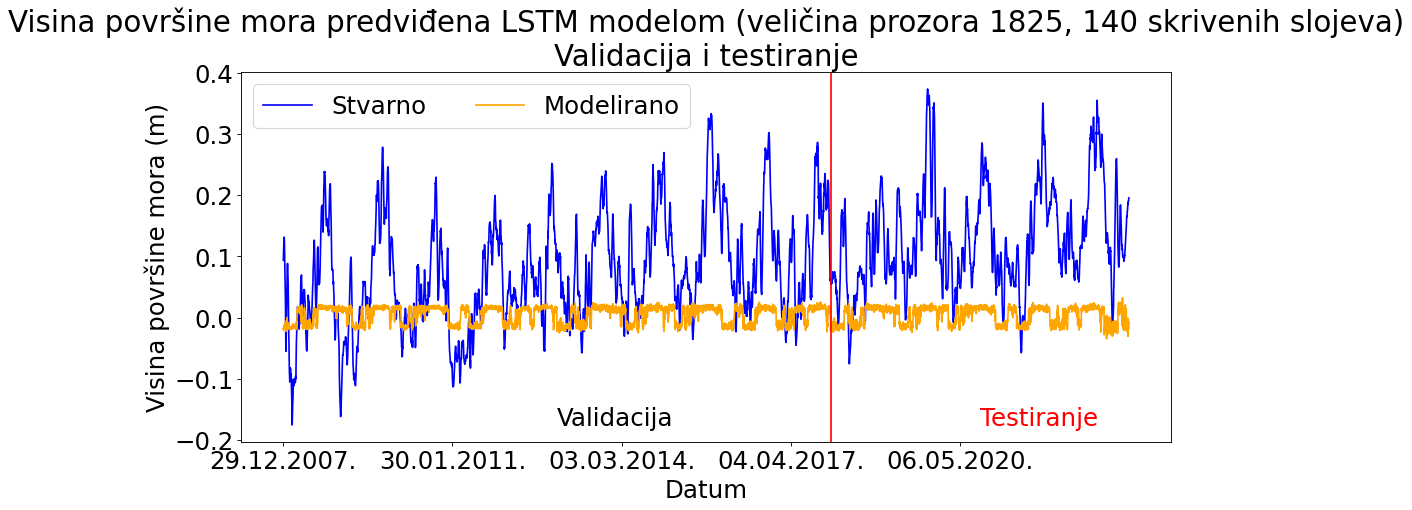 Visina površine mora predviđena LSTM modelom (veličina prozora 1825, 140 skrivenih slojeva)
Validacija i testiranje
Stvarno
Modelirano
Visina površine mora (m)
0.4
0.3
0.2
0.1
0.0
−0.1
−0.2
Validacija
Testiranje
29.12.2007.
30.01.2011.
03.03.2014.
04.04.2017.
06.05.2020.
Datum